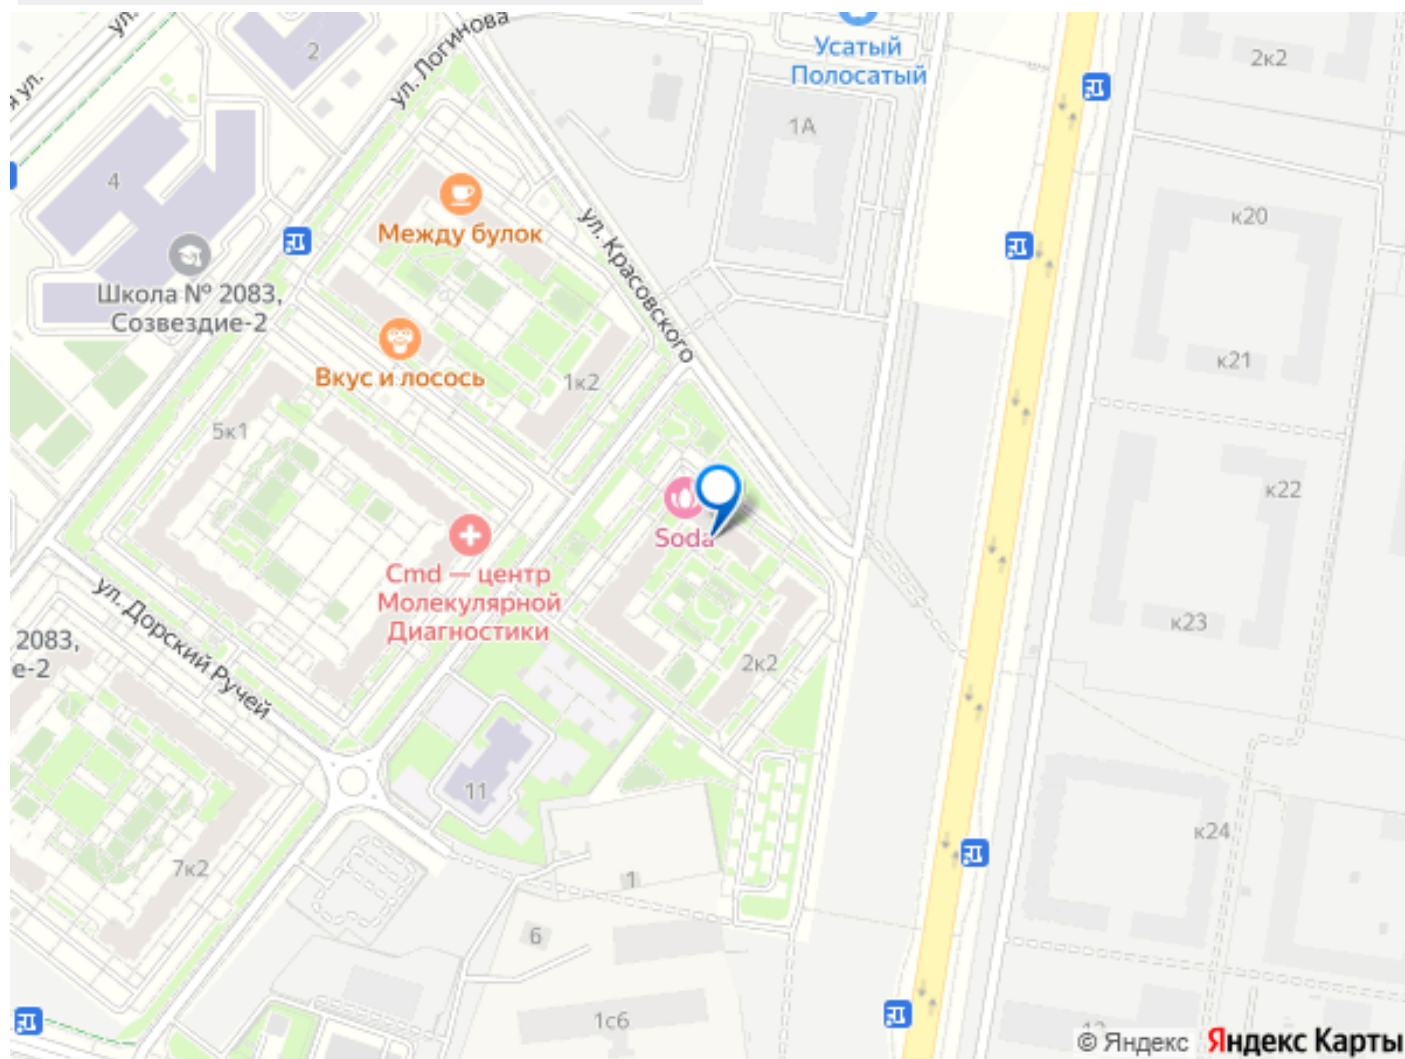 ул.
ул. Логинова
2
Усатый
Полосатый
2к2
я ул.
1А
4
Между булок
к20
ул. Красовского
Школа № 2083,
Созвездие-2
к21
Вкус и лосось
1к2
5к1
к22
Soda
Cmd — центр
Молекулярной
Диагностики
ул. Дорский Ручей
2083,
е-2
к23
2к2
11
к24
7к2
1
6
1с6
© Яндекс Яндекс Карты